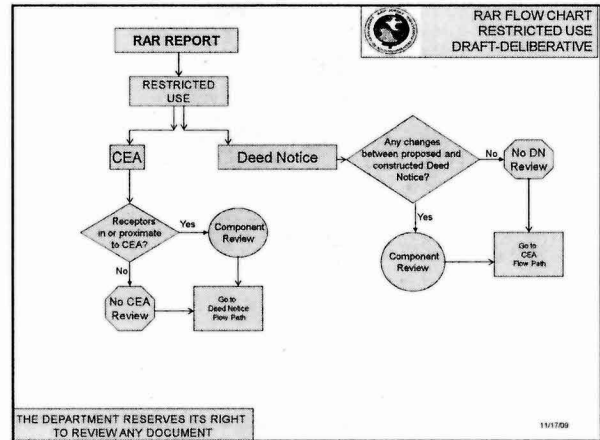 RAR FLOW CHART
RESTRICTED USE
DRAFT-DELIBERATIVE
RAR REPORT
RESTRICTED
USE
CEA
Deed Notice
Any changes
between proposed and
constructed Deed
Notice?
No
No DN
Review
Yes
Component
Review
Go to
CEA
Flow Path
Receptors
in or proximate
to CEA?
Yes
Component
Review
No
No CEA
Review
Go to
Deed Notice
Flow Path
THE DEPARTMENT RESERVES ITS RIGHT
TO REVIEW ANY DOCUMENT
11/17/09